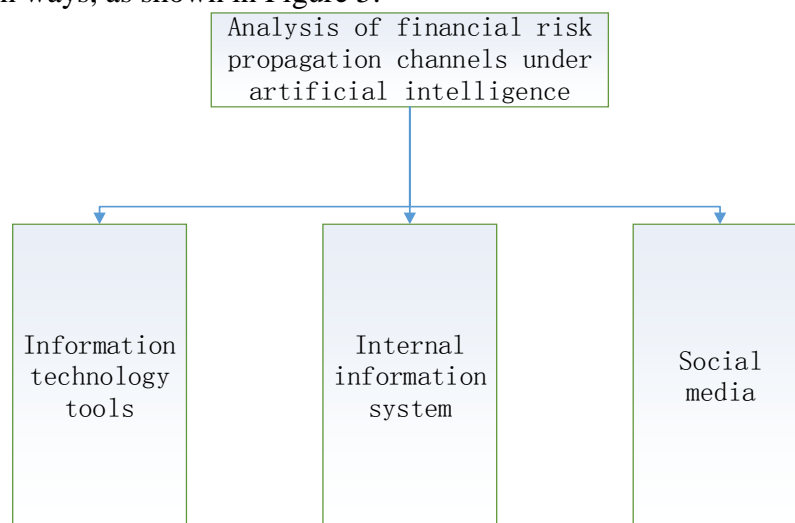 ways, as shown in Figure
Analysis of financial risk
propagation channels under
artificial intelligence
Information
technology
tools
Internal
information
system
Social
media